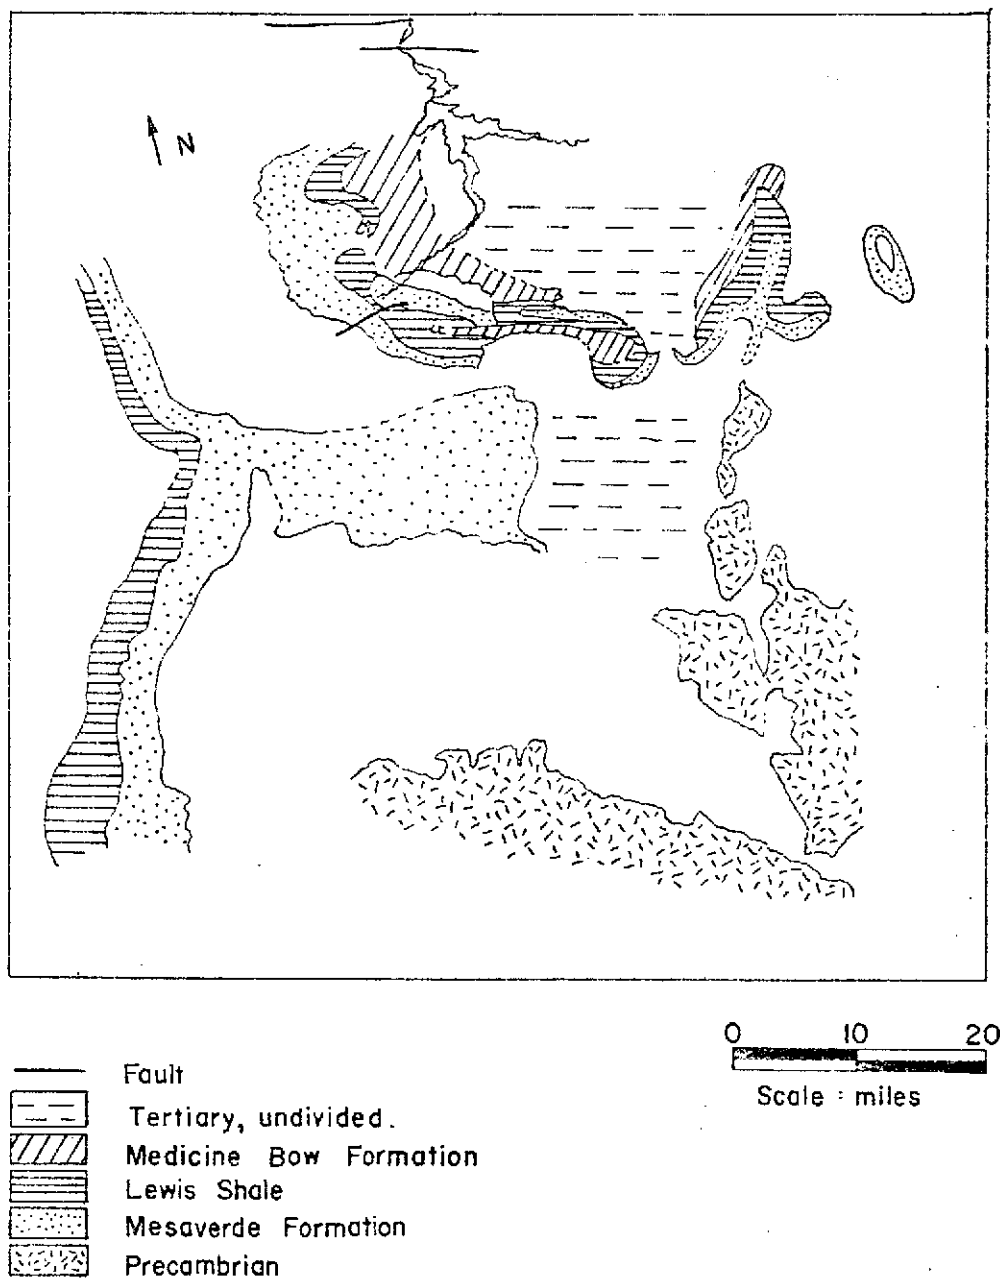 N
0 10 20
Scale : miles
Fault
Tertiary, undivided.
Medicine Bow Formation
Lewis Shale
Mesaverde Formation
Precambrian